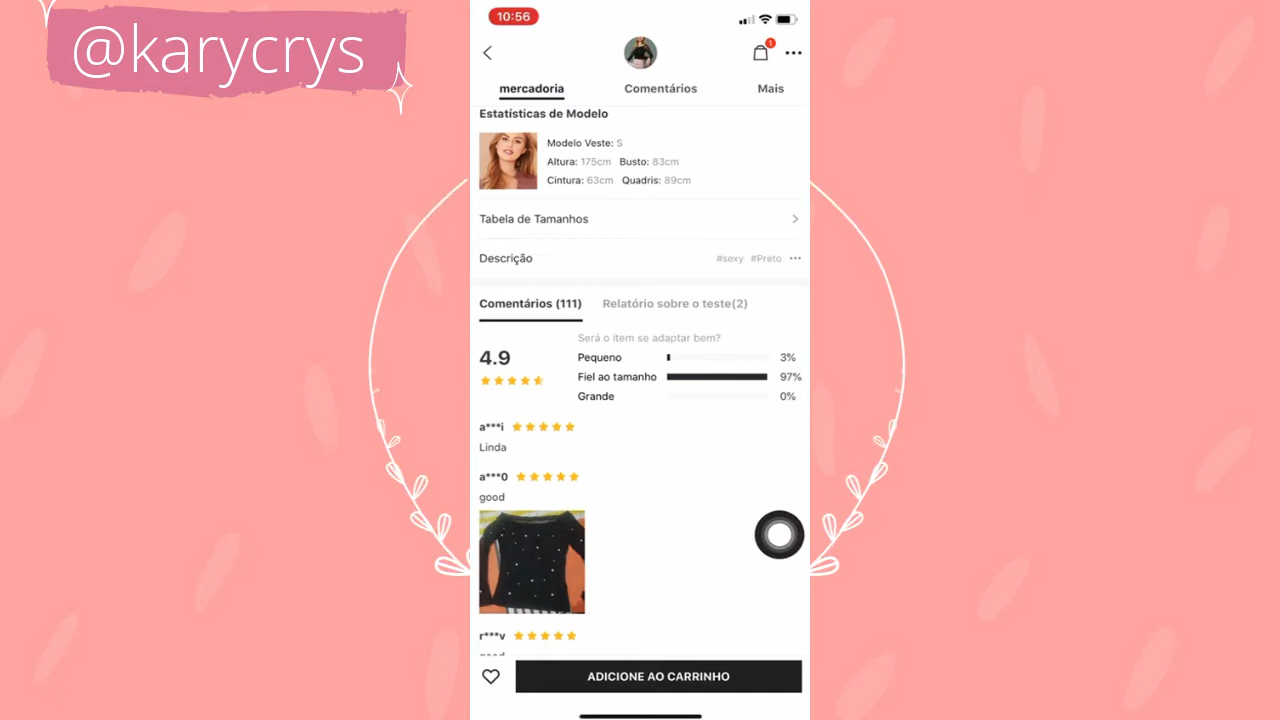 @karycrys
10:56
1
mercadoria Comentários Mais
Estatísticas de Modelo
Modelo Veste: S
Altura: 175cm Busto: 83cm
Cintura: 63cm Quadris: 89cm
Tabela de Tamanhos
Descrição #sexy #Preto
Comentários (111) Relatório sobre o teste(2)
Será o item se adaptar bem?
4.9
Pequeno 3%
Fiel ao tamanho 97%
Grande 0%
a***i
Linda
a***0
good
r***v
ADICIONE AO CARRINHO